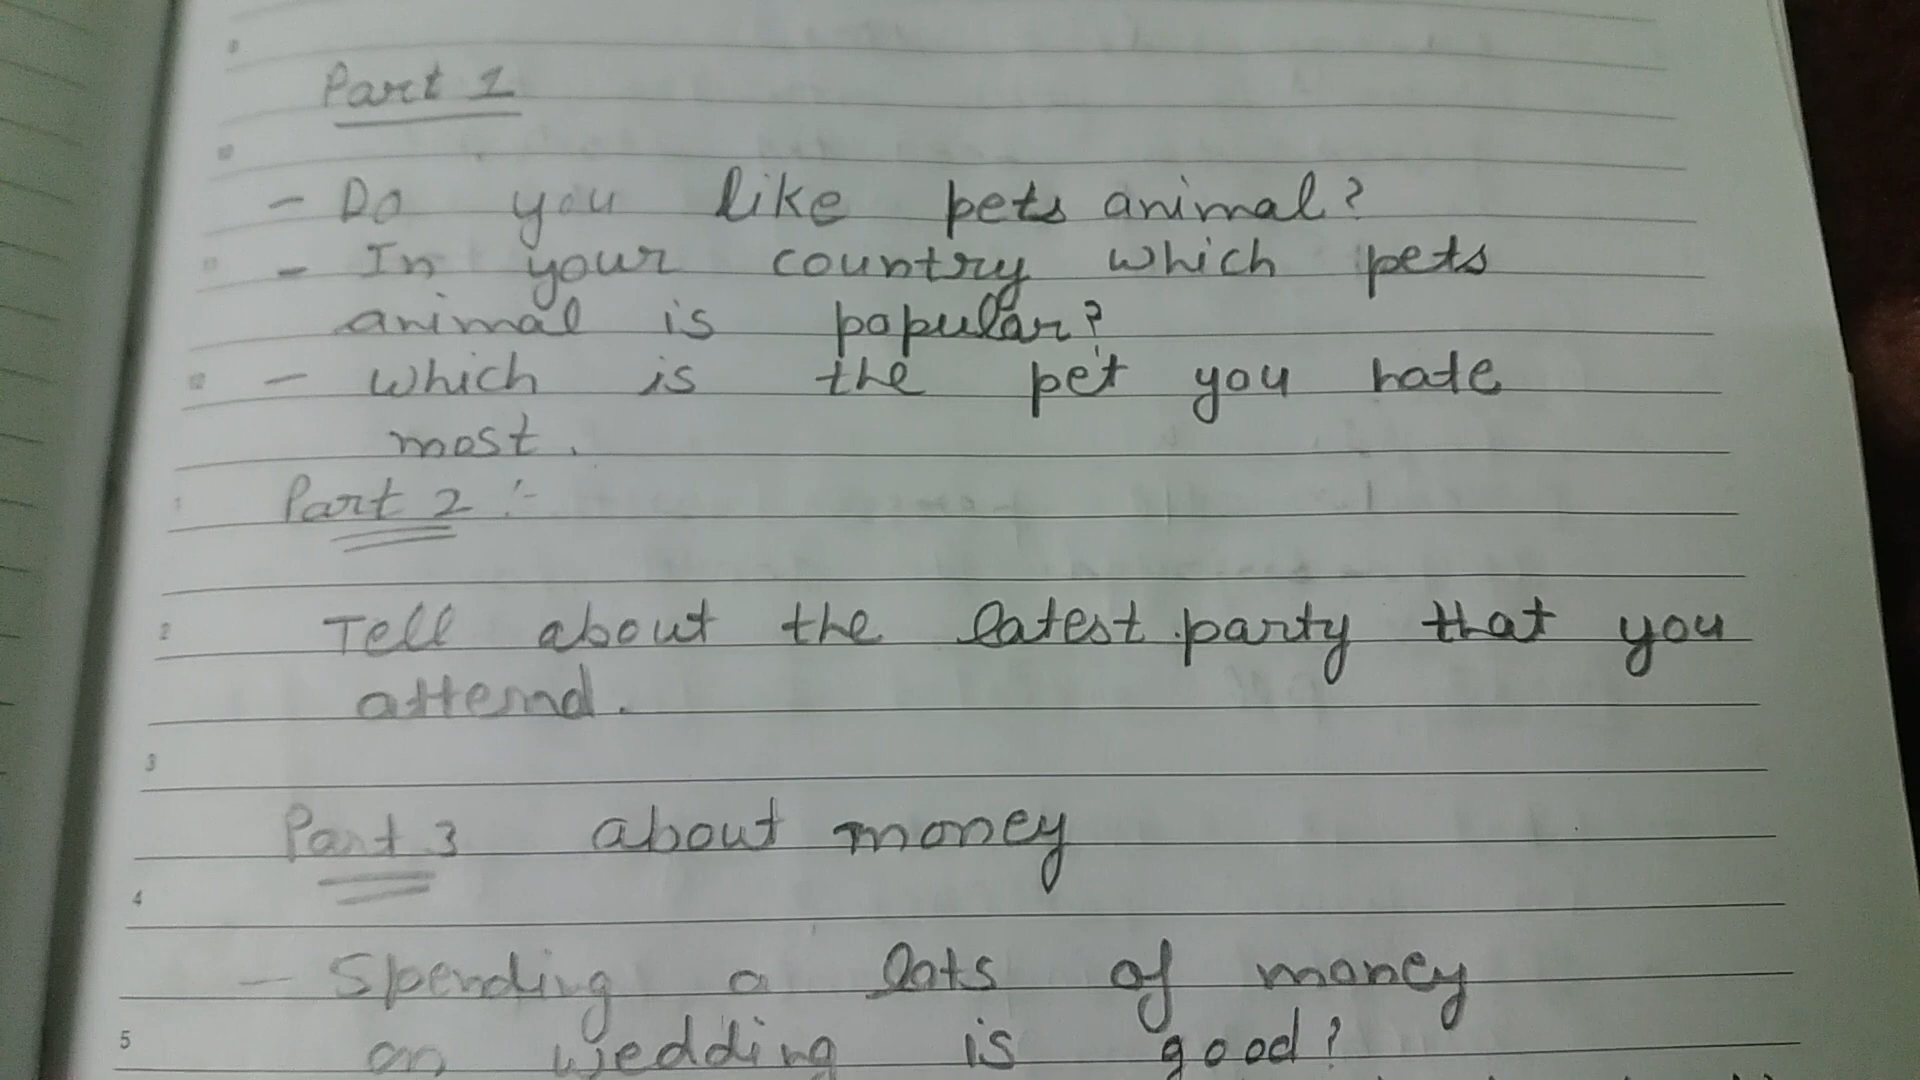 Part 1
- Do you like pets animal?
- In your country which pets
animal is popular?
- which is the pet you hate
most.
Part 2 :-
Tell about the latest party that you
attend.
Part 3 about money
- Spending a lots of money
on wedding is good?